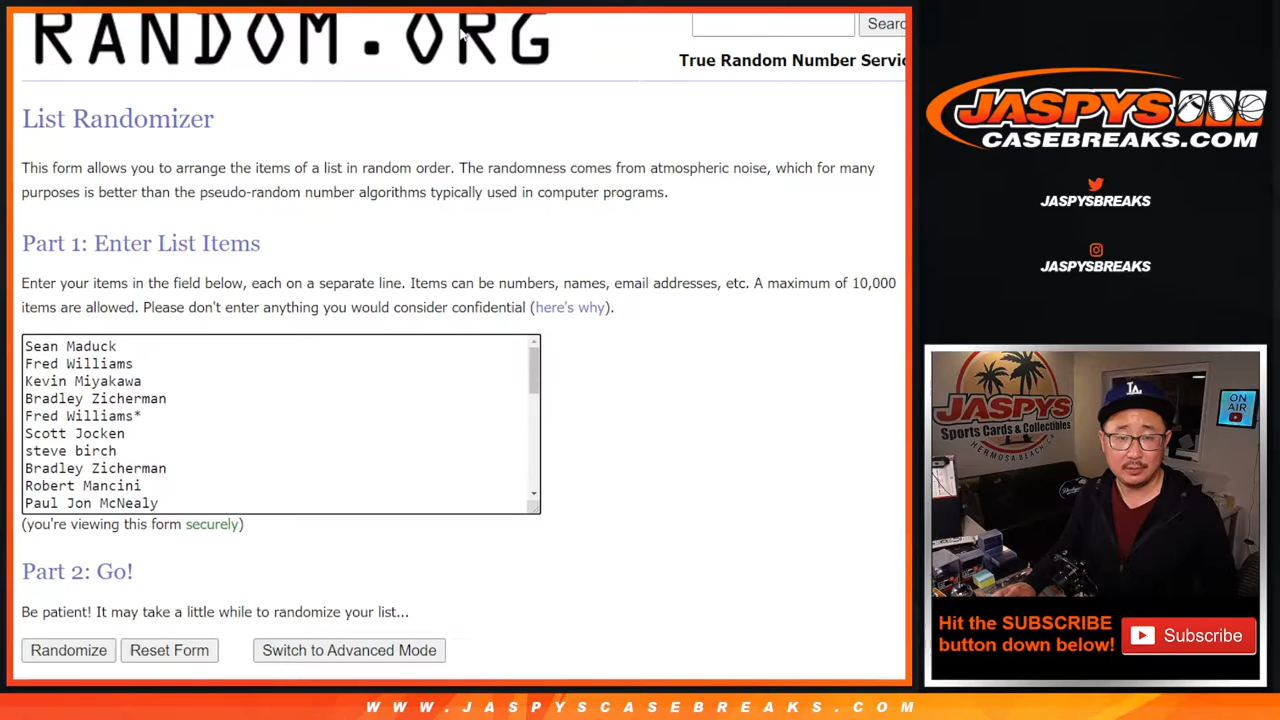 RANDOM.ORG
Search
True Random Number Servic
List Randomizer
This form allows you to arrange the items of a list in random order. The randomness comes from atmospheric noise, which for many
purposes is better than the pseudo-random number algorithms typically used in computer programs.
Part 1: Enter List Items
Enter your items in the field below, each on a separate line. Items can be numbers, names, email addresses, etc. A maximum of 10,000
items are allowed. Please don't enter anything you would consider confidential (here's why).
Sean Maduck
Fred Williams
Kevin Miyakawa
Bradley Zicherman
Fred Williams*
Scott Jocken
steve birch
Bradley Zicherman
Robert Mancini
Paul Jon McNealy
(you're viewing this form securely)
Part 2: Go!
Be patient! It may take a little while to randomize your list...
Randomize
Reset Form
Switch to Advanced Mode
JASPYS
CASEBREAKS.COM
JASPYSBREAKS
JASPYSBREAKS
JASPYS
Sports Cards & Collectibles
HERMOSA BEACH, CA
LA
ON
AIR
Dodgers
Hit the SUBSCRIBE
button down below!
Subscribe
WWW.JASPYSCASEBREAKS.COM